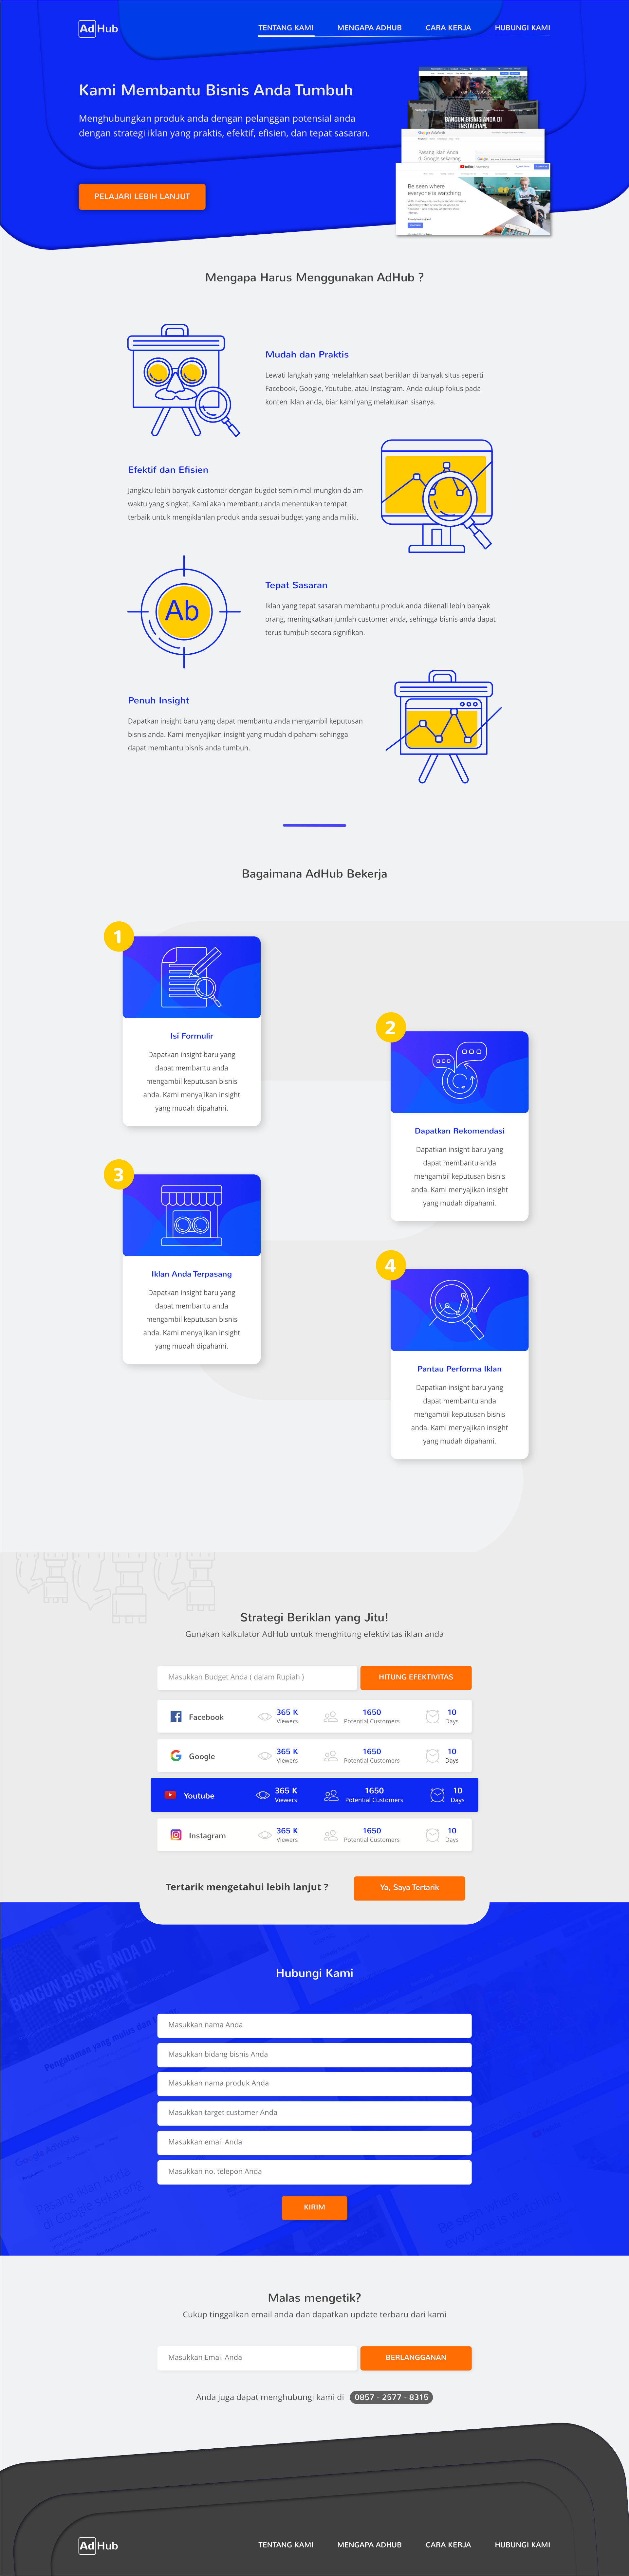 Ad Hub
TENTANG KAMI MENGAPA ADHUB CARA KERJA HUBUNGI KAMI
Kami Membantu Bisnis Anda Tumbuh
Menghubungkan produk anda dengan pelanggan potensial anda
dengan strategi iklan yang praktis, efektif, efisien, dan tepat sasaran.
PELAJARI LEBIH LANJUT
BANGUN BISNIS ANDA DI
INSTAGRAM.
Pasang iklan Anda
di Google sekarang
Be seen where
everyone is watching
Mengapa Harus Menggunakan AdHub ?
Mudah dan Praktis
Lewati langkah yang melelahkan saat beriklan di banyak situs seperti
Facebook, Google, Youtube, atau Instagram. Anda cukup fokus pada
konten iklan anda, biar kami yang melakukan sisanya.
Efektif dan Efisien
Jangkau lebih banyak customer dengan bugdet seminimal mungkin dalam
waktu yang singkat. Kami akan membantu anda menentukan tempat
terbaik untuk mengiklanlan produk anda sesuai budget yang anda miliki.
Ab
Tepat Sasaran
Iklan yang tepat sasaran membantu produk anda dikenali lebih banyak
orang, meningkatkan jumlah customer anda, sehingga bisnis anda dapat
terus tumbuh secara signifikan.
Penuh Insight
Dapatkan insight baru yang dapat membantu anda mengambil keputusan
bisnis anda. Kami menyajikan insight yang mudah dipahami sehingga
dapat membantu bisnis anda tumbuh.
Bagaimana AdHub Bekerja
1
Isi Formulir
Dapatkan insight baru yang
dapat membantu anda
mengambil keputusan bisnis
anda. Kami menyajikan insight
yang mudah dipahami.
2
Dapatkan Rekomendasi
Dapatkan insight baru yang
dapat membantu anda
mengambil keputusan bisnis
anda. Kami menyajikan insight
yang mudah dipahami.
3
Iklan Anda Terpasang
Dapatkan insight baru yang
dapat membantu anda
mengambil keputusan bisnis
anda. Kami menyajikan insight
yang mudah dipahami.
4
Pantau Performa Iklan
Dapatkan insight baru yang
dapat membantu anda
mengambil keputusan bisnis
anda. Kami menyajikan insight
yang mudah dipahami.
Strategi Beriklan yang Jitu!
Gunakan kalkulator AdHub untuk menghitung efektivitas iklan anda
Masukkan Budget Anda ( dalam Rupiah )
HITUNG EFEKTIVITAS
Facebook 365 K Viewers 1650 Potential Customers 10 Days
Google 365 K Viewers 1650 Potential Customers 10 Days
Youtube 365 K Viewers 1650 Potential Customers 10 Days
Instagram 365 K Viewers 1650 Potential Customers 10 Days
Tertarik mengetahui lebih lanjut ?
Ya, Saya Tertarik
BANGUN BISNIS ANDA DI
INSTAGRAM.
Hubungi Kami
Masukkan nama Anda
Masukkan bidang bisnis Anda
Masukkan nama produk Anda
Masukkan target customer Anda
Masukkan email Anda
Masukkan no. telepon Anda
Pasang iklan Anda
di Google sekarang
Be seen where
everyone is watching
KIRIM
Malas mengetik?
Cukup tinggalkan email anda dan dapatkan update terbaru dari kami
Masukkan Email Anda
BERLANGGANAN
Anda juga dapat menghubungi kami di 0857 - 2577 - 8315
Ad Hub
TENTANG KAMI MENGAPA ADHUB CARA KERJA HUBUNGI KAMI